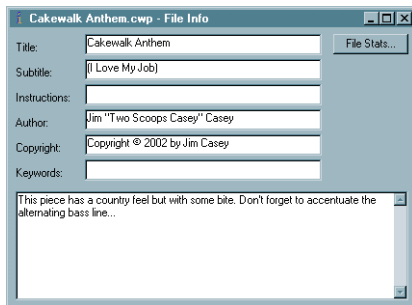 Cakewalk Anthem.cwp - File Info
Title: Cakewalk Anthem File Stats...
Subtitle: (I Love My Job)
Instructions:
Author: Jim "Two Scoops Casey" Casey
Copyright: Copyright © 2002 by Jim Casey
Keywords:
This piece has a country feel but with some bite. Don't forget to accentuate the
alternating bass line...